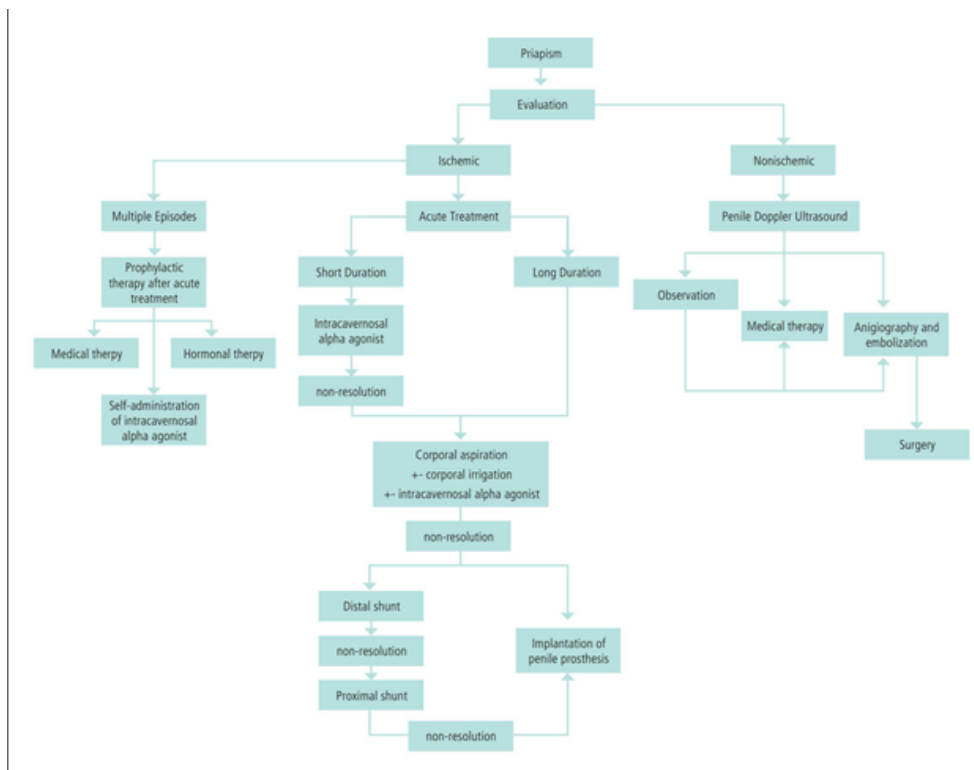 Priapism
Evaluation
Ischemic
Nonischemic
Multiple Episodes
Acute Treatment
Penile Doppler Ultrasound
Prophylactic
therapy after acute
treatment
Short Duration
Long Duration
Observation
Medical therapy
Anigiography and
embolization
Intracavernosal
alpha agonist
Medical therpy
Hormonal therpy
non-resolution
Self-administration
of intracavernosal
alpha agonist
Surgery
Corporal aspiration
+- corporal irrigation
+- intracavernosal alpha agonist
non-resolution
Distal shunt
non-resolution
Implantation of
penile prosthesis
Proximal shunt
non-resolution